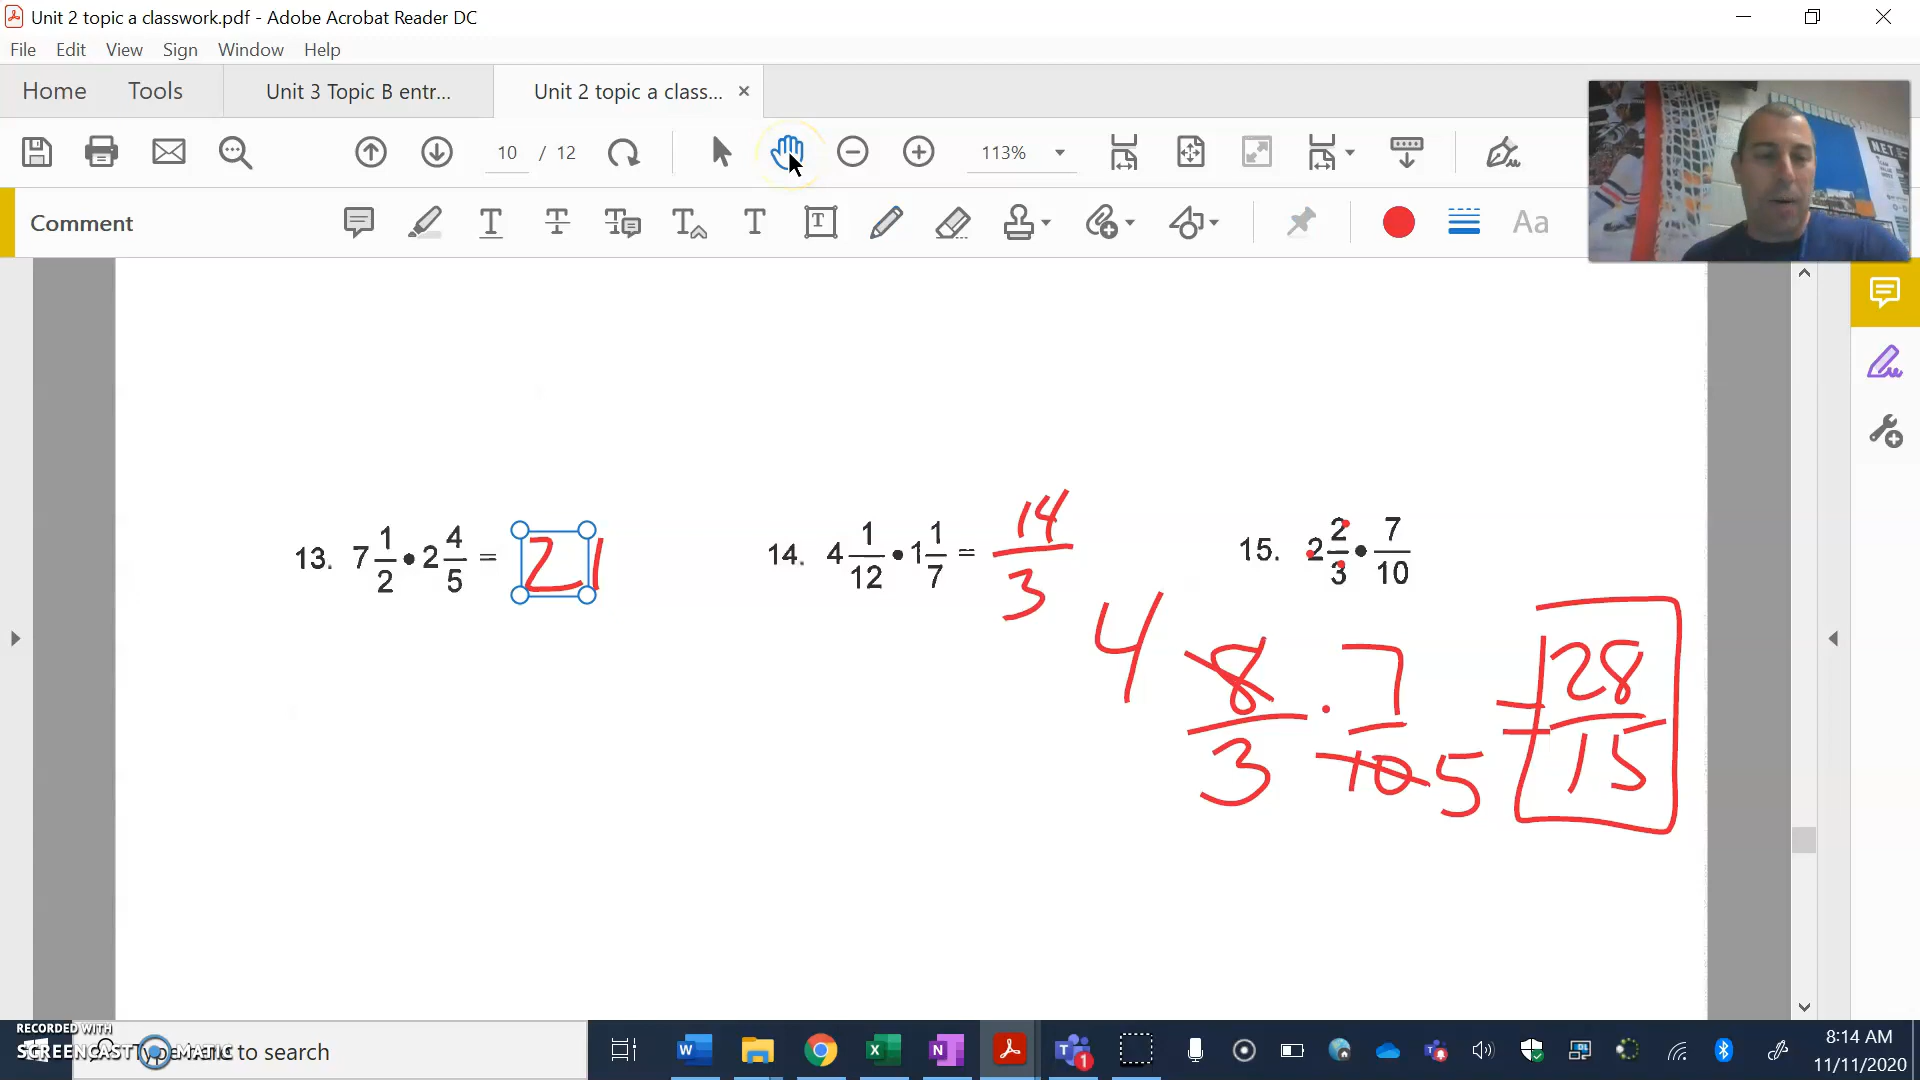 Unit 2 topic a classwork.pdf - Adobe Acrobat Reader DC
File Edit View Sign Window Help
Home Tools Unit 3 Topic B entr... Unit 2 topic a class... ×
10 / 12 113%
NET
Comment T T T T T T Aa
13. 7 1/2 • 2 4/5 = 21
14. 4 1/12 • 1 1/7 = 14/3
15. 2 2/3 • 7/10
4 8/3 . 7/10 5 = 28/15
RECORDED WITH
SCREENCAST MATIC
Type here to search
8:14 AM
11/11/2020